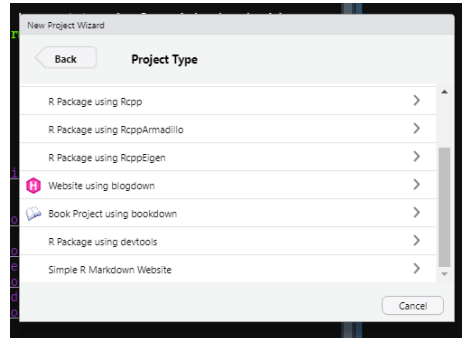 New Project Wizard
Back
Project Type
R Package using Rcpp
R Package using RcppArmadillo
R Package using RcppEigen
Website using blogdown
Book Project using bookdown
R Package using devtools
Simple R Markdown Website
Cancel